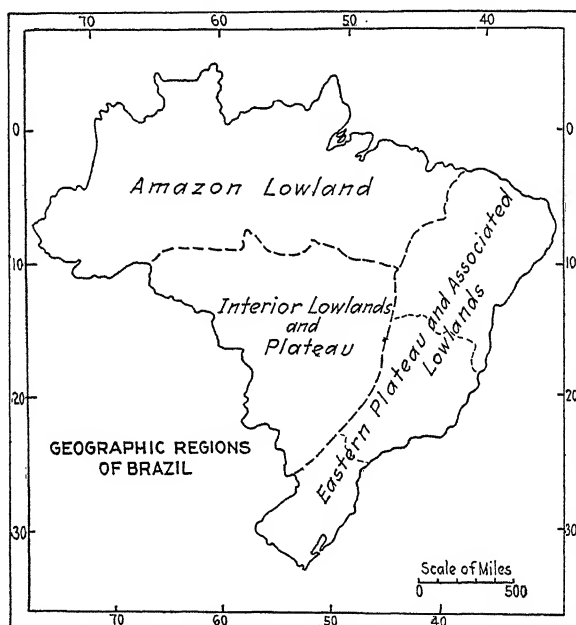 70 60 50 40
0 0
Amazon Lowland
10 10
Interior Lowlands
and
Plateau
Eastern Plateau and Associated
Lowlands
20 20
GEOGRAPHIC REGIONS
OF BRAZIL
30 30
Scale of Miles
0 500
70 60 50 40